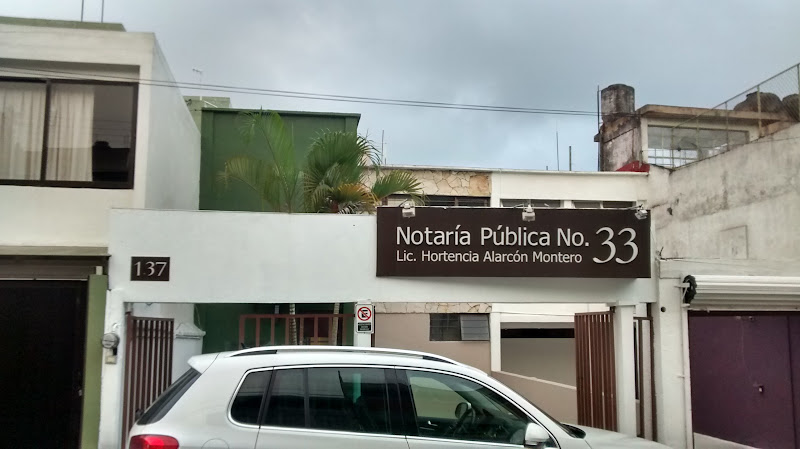 Notaría Pública No. 33
Lic. Hortencia Alarcón Montero
137